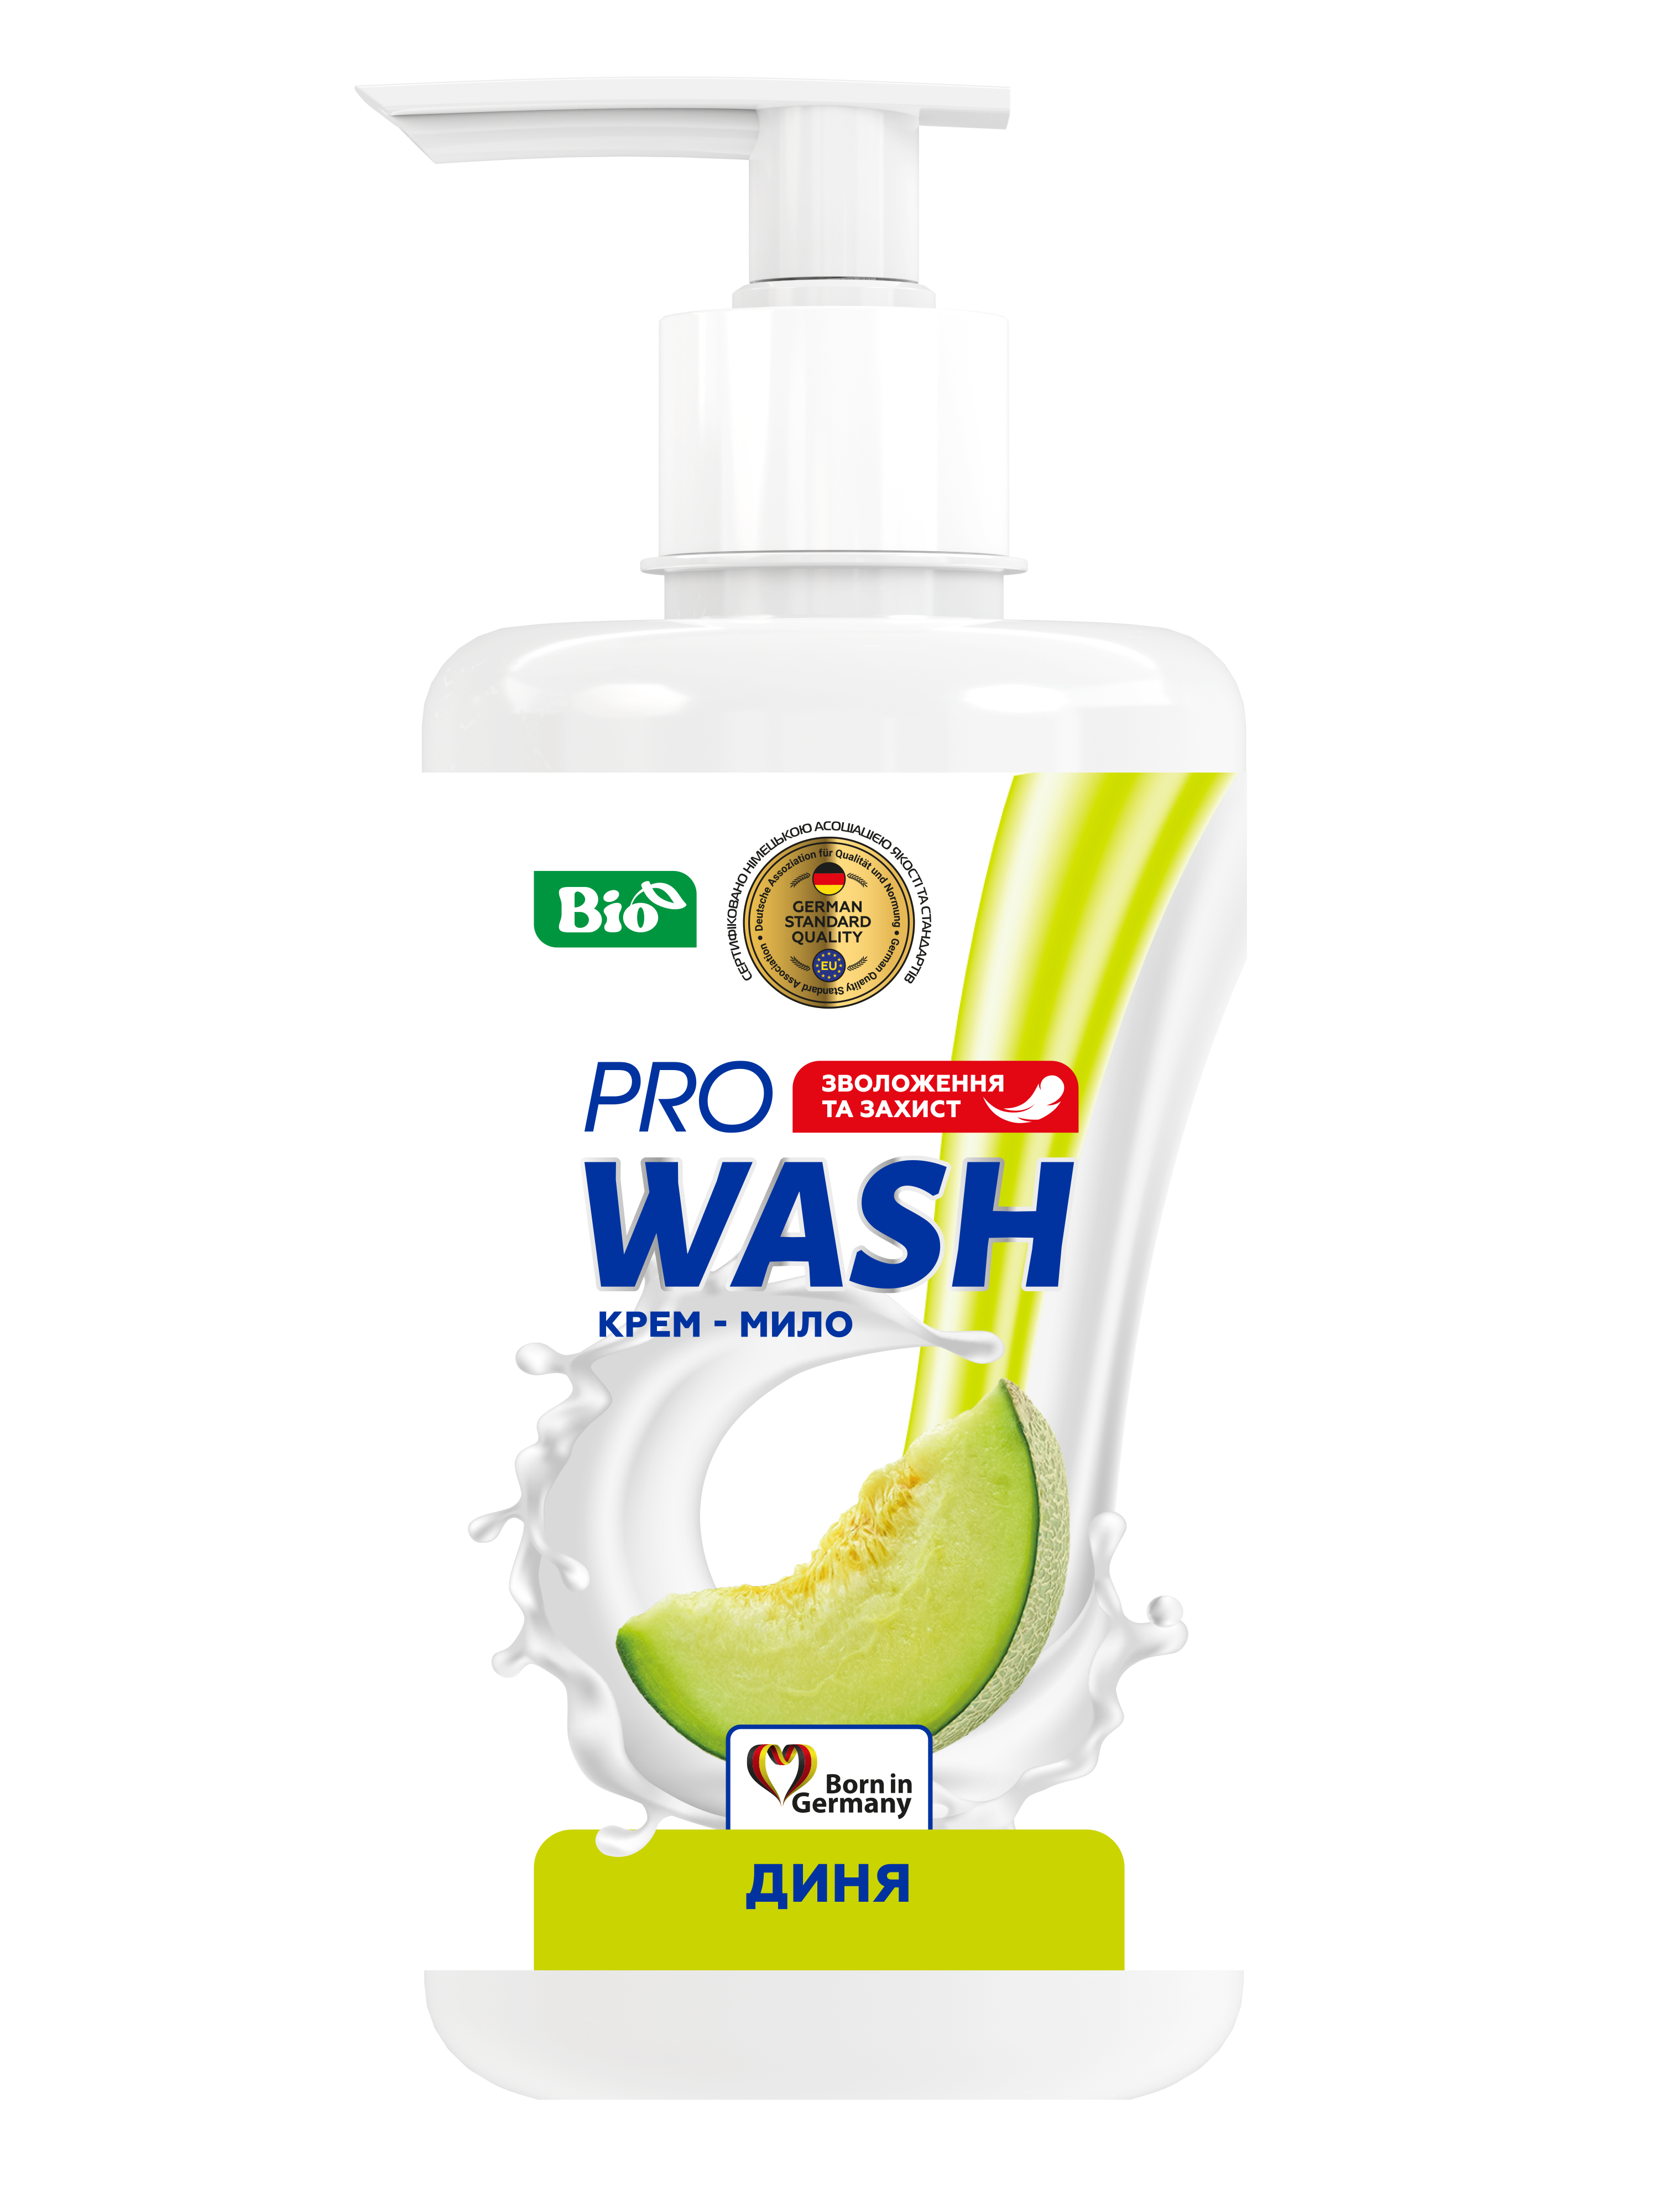 Bio
СЕРТИФІКОВАНО НІМЕЦЬКОЮ АСОЦІАЦІЄЮ ЯКОСТІ ТА СТАНДАРТІВ
Deutsche Assoziation für Qualität und Normung
GERMAN
STANDARD
QUALITY
EU
German Quality Standard Association
PRO
ЗВОЛОЖЕННЯ
ТА ЗАХИСТ
WASH
КРЕМ - МИЛО
Born in
Germany
ДИНЯ